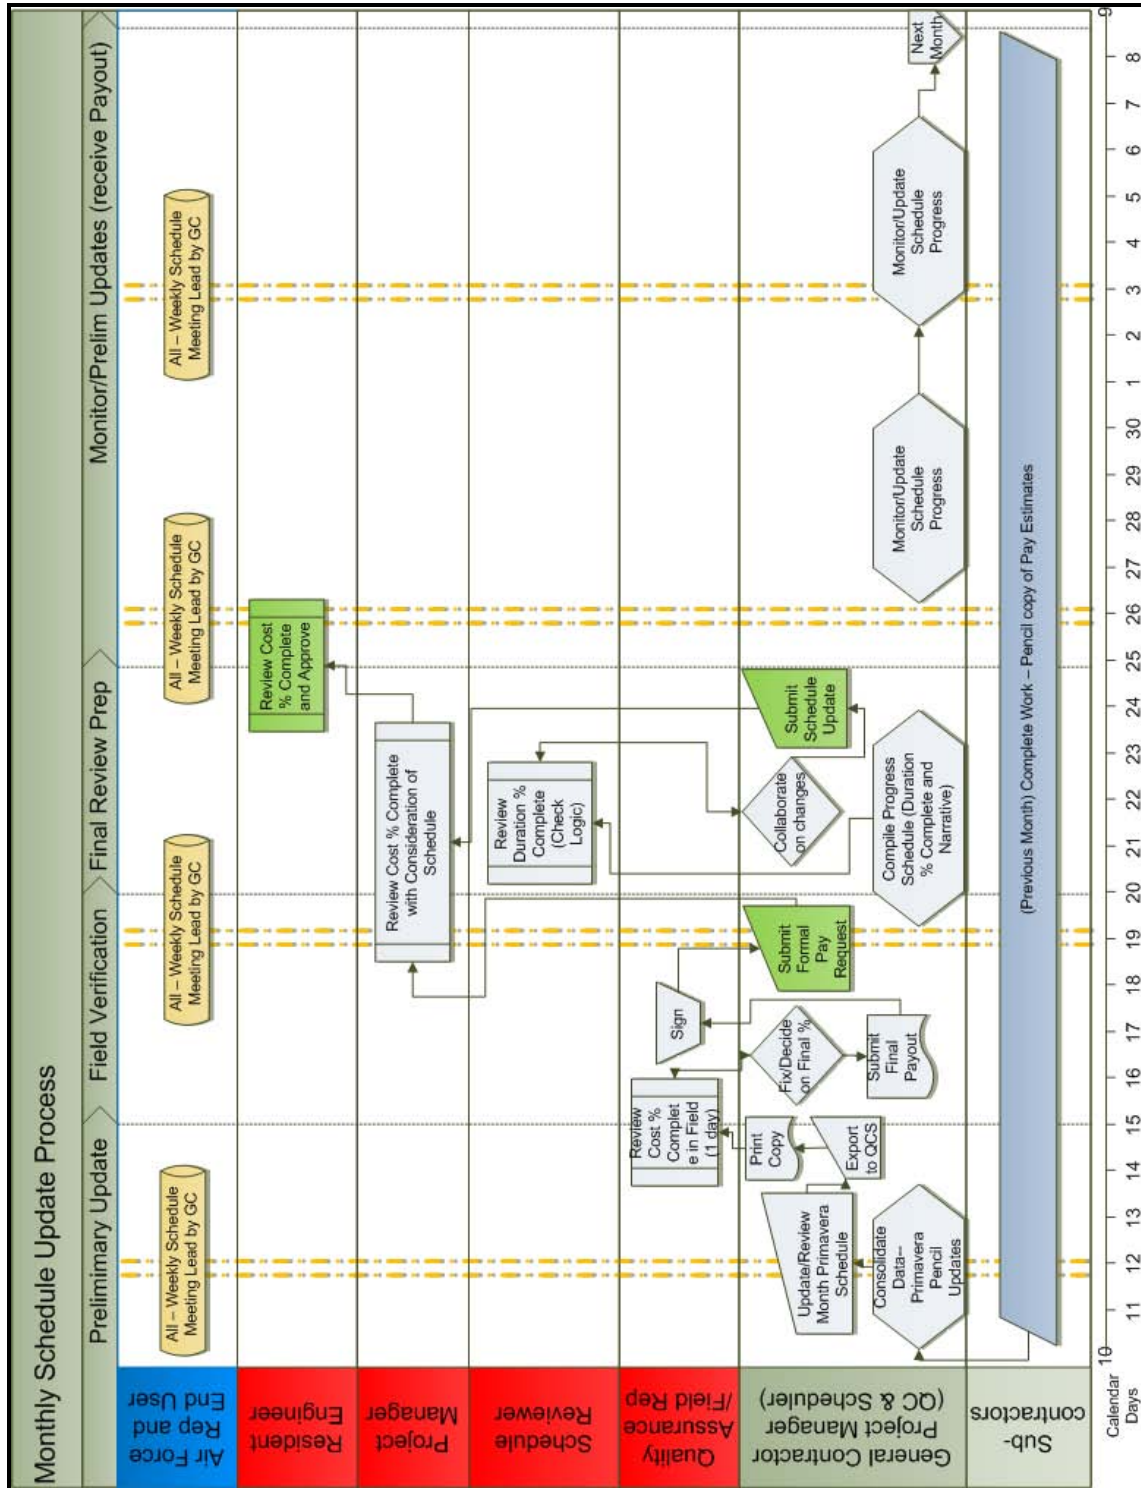 Monthly Schedule Update Process
Prelimimary Update
Field Verification
Final Review Prep
Monitor/Prelim Updates (receive Payout)
Air Force
Rep and
End User
All – Weekly Schedule
Meeting Lead by GC
All – Weekly Schedule
Meeting Lead by GC
All – Weekly Schedule
Meeting Lead by GC
All – Weekly Schedule
Meeting Lead by GC
Resident
Engineer
Review Cost
% Complete
and Approve
Project
Manager
Review Cost % Complete
with Consideration of
Schedule
Schedule
Reviewer
Review
Duration %
Complete
(Check
Logic)
Quality
Assurance
/Field Rep
Review
Cost %
Complet
e in Field
(1 day)
Sign
General Contractor
Project Manager
(QC & Scheduler)
Update/Review
Month Primavera
Schedule
Consolidate
Data--
Primavera
Pencil
Updates
Print
Copy
Export
to QCS
Fix/Decide
on Final %
Submit
Final
Payout
Submit
Formal
Pay
Request
Collaborate
on changes
Submit
Schedule
Update
Compile Progress
Schedule (Duration
% Complete and
Narrative)
Monitor/Update
Schedule
Progress
Monitor/Update
Schedule
Progress
Next
Month
Sub-
contractors
(Previous Month) Complete Work – Pencil copy of Pay Estimates
Calendar
Days
10 11 12 13 14 15 16 17 18 19 20 21 22 23 24 25 26 27 28 29 30 1 2 3 4 5 6 7 8 9